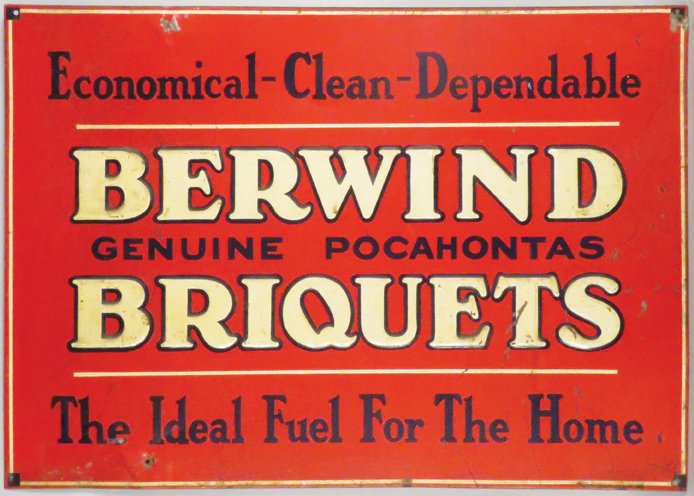 Economical-Clean-Dependable
BERWIND
GENUINE POCAHONTAS
BRIQUETS
The Ideal Fuel For The Home